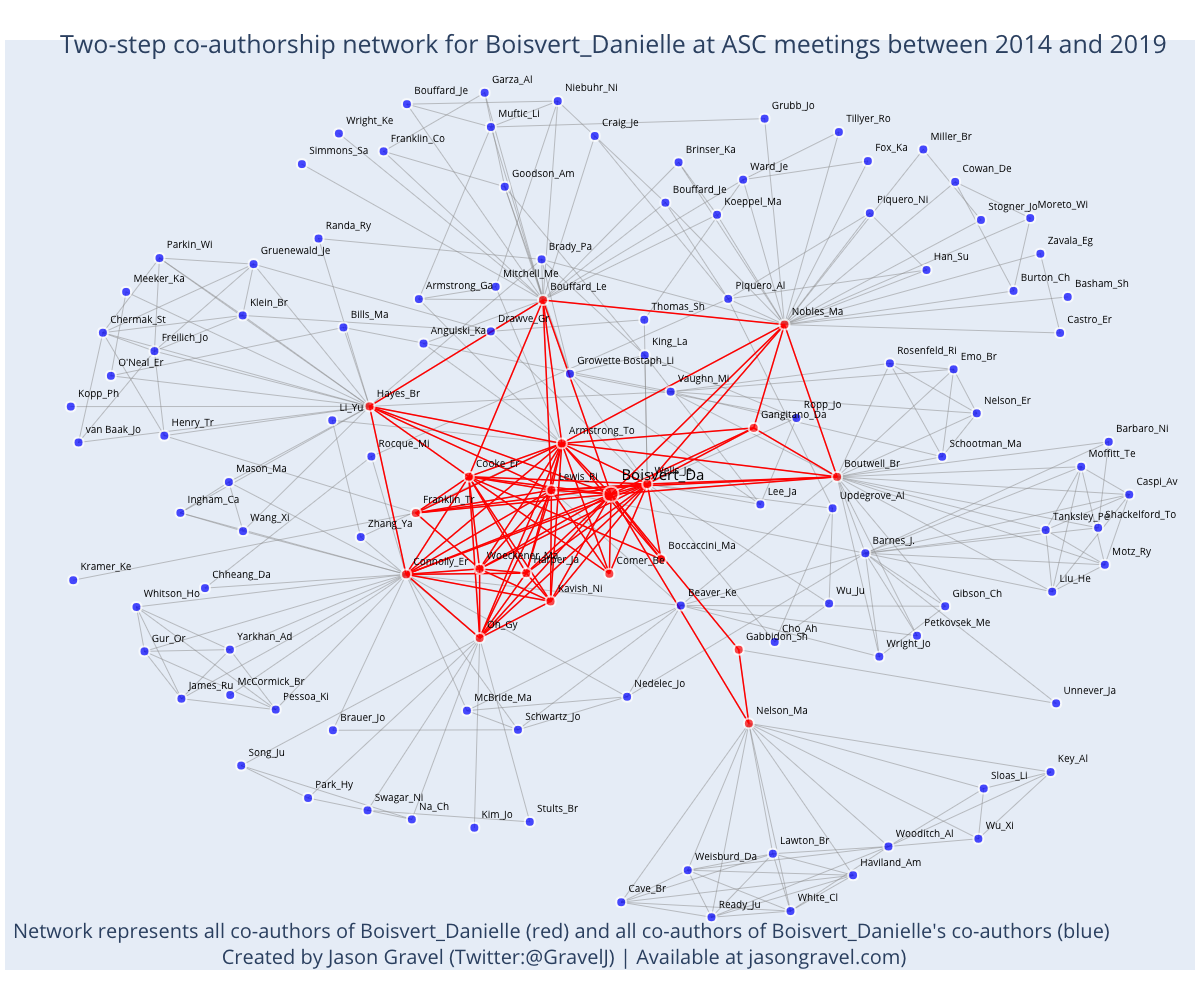 Two-step co-authorship network for Boisvert_Danielle at ASC meetings between 2014 and 2019
Garza_Al
Bouffard_Je
Niebuhr_Ni
Grubb_Jo
Muftic_Li
Wright_Ke
Craig_Je
Tillyer_Ro
Franklin_Co
Miller_Br
Simmons_Sa
Brinser_Ka
Fox_Ka
Ward_Je
Cowan_De
Goodson_Am
Bouffard_Je
Koeppel_Ma
Piquero_Ni
Stogner_Jo
Moreto_Wi
Randa_Ry
Parkin_Wi
Gruenewald_Je
Brady_Pa
Zavala_Eg
Han_Su
Mitchell_Me
Meeker_Ka
Armstrong_Ga
Bouffard_Le
Piquero_Al
Burton_Ch
Basham_Sh
Klein_Br
Thomas_Sh
Nobles_Ma
Bills_Ma
Chermak_St
Drawve_Gr
Castro_Er
Freilich_Jo
Angulski_Ka
King_La
O'Neal_Er
Growette Bostaph_Li
Rosenfeld_Ri
Emo_Br
Vaughn_Mi
Kopp_Ph
Hayes_Br
Li_Yu
Ropp_Jo
Nelson_Er
Gangitano_Da
van Baak_Jo
Henry_Tr
Armstrong_To
Barbaro_Ni
Rocque_Mi
Schootman_Ma
Moffitt_Te
Mason_Ma
Cooke_Er
Lewis_Ri
Wells_Je
Boisvert_Da
Boutwell_Br
Caspi_Av
Ingham_Ca
Franklin_Tr
Lee_Ja
Updegrove_Al
Wang_Xi
Zhang_Ya
Tanksley_Pe
Shackelford_To
Kramer_Ke
Connolly_Er
Woeckener_Ma
Harper_Ja
Comer_Be
Boccaccini_Ma
Barnes_J.
Motz_Ry
Chheang_Da
Liu_He
Whitson_Ho
Kavish_Ni
Beaver_Ke
Wu_Ju
Gibson_Ch
Gur_Or
Yarkhan_Ad
Oh_Gy
Cho_Ah
Gabbidon_Sh
Petkovsek_Me
Wright_Jo
James_Ru
McCormick_Br
Pessoa_Ki
McBride_Ma
Nedelec_Jo
Unnever_Ja
Brauer_Jo
Schwartz_Jo
Nelson_Ma
Song_Ju
Key_Al
Park_Hy
Sloas_Li
Swagar_Ni
Na_Ch
Kim_Jo
Stults_Br
Wu_Xi
Wooditch_Al
Lawton_Br
Weisburd_Da
Haviland_Am
Cave_Br
Ready_Ju
White_Cl
Network represents all co-authors of Boisvert_Danielle (red) and all co-authors of Boisvert_Danielle's co-authors (blue)
Created by Jason Gravel (Twitter:@GravelJ) | Available at jasongravel.com)